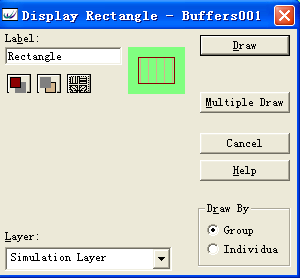 Display Rectangle - Buffers001
Label:
Rectangle
Draw
Multiple Draw
Cancel
Help
Draw By
Group
Individua
Layer:
Simulation Layer